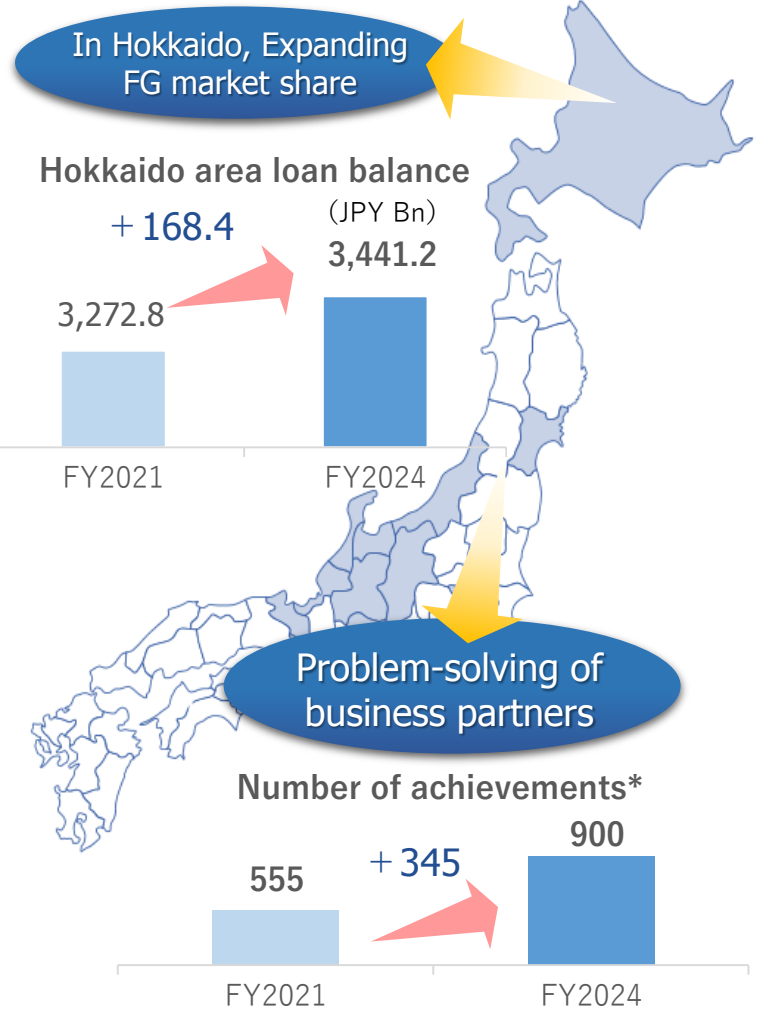 In Hokkaido, Expanding
FG market share
Hokkaido area loan balance
(JPY Bn)
+168.4
3,441.2
3,272.8
FY2021
FY2024
Problem-solving of
business partners
Number of achievements*
900
+345
555
FY2021
FY2024